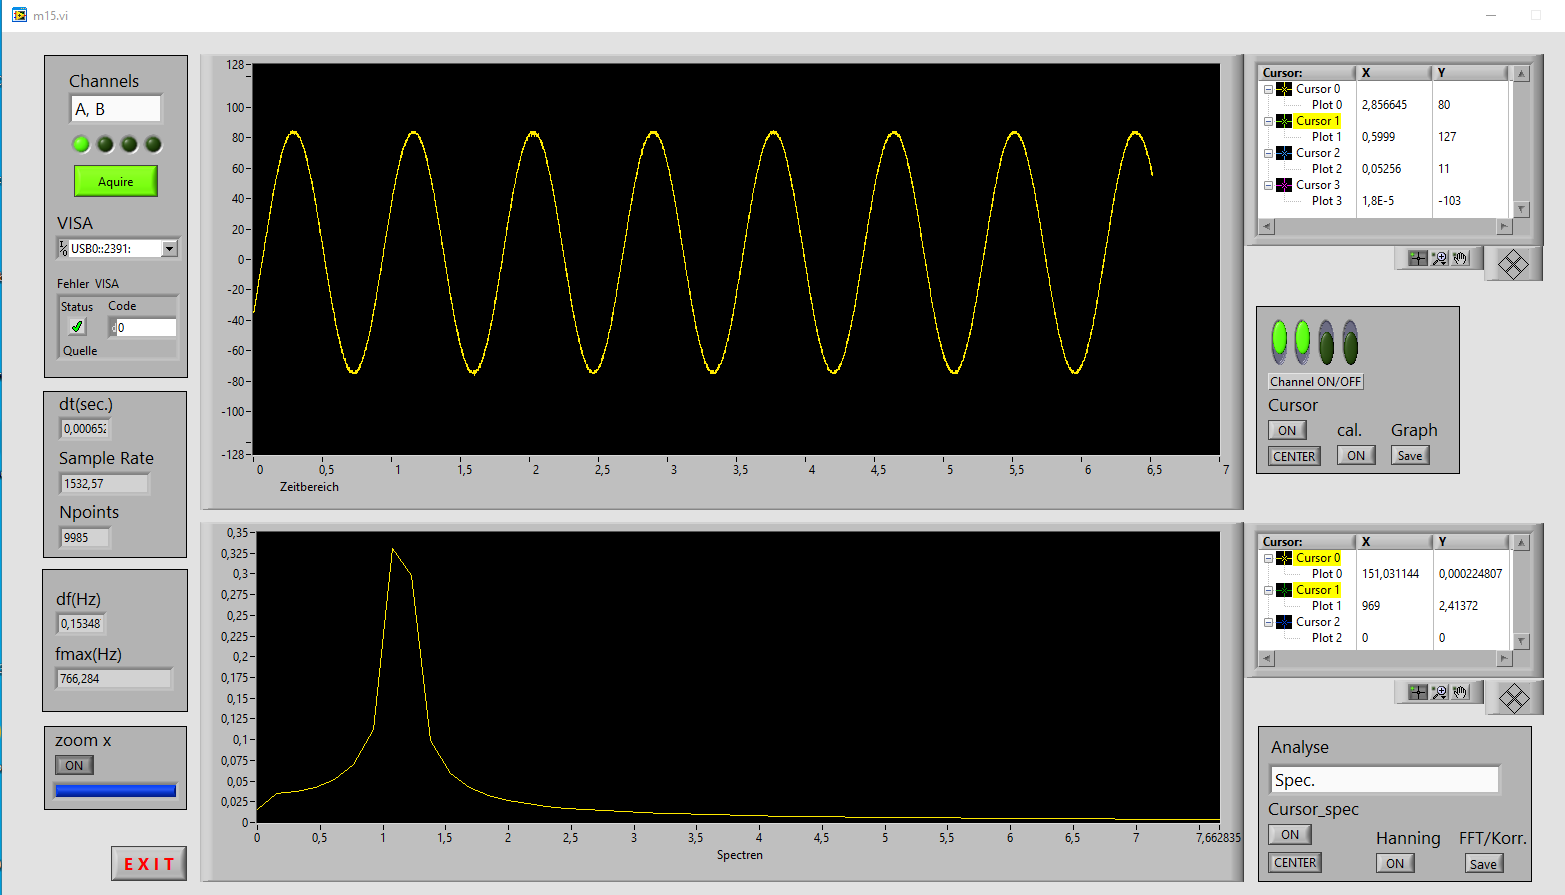 m15.vi
Channels
A, B
Aquire
VISA
USB0::2391:
Fehler VISA
Status Code
0
Quelle
dt(sec.)
0,000652
Sample Rate
1532,57
Npoints
9985
df(Hz)
0,15348
fmax(Hz)
766,284
zoom x
ON
EXIT
128
100
80
60
40
20
0
-20
-40
-60
-80
-100
-128
0 0,5 1 1,5 2 2,5 3 3,5 4 4,5 5 5,5 6 6,5 7
Zeitbereich
0,35
0,325
0,3
0,275
0,25
0,225
0,2
0,175
0,15
0,125
0,1
0,075
0,05
0,025
0
0 0,5 1 1,5 2 2,5 3 3,5 4 4,5 5 5,5 6 6,5 7 7,662835
Spectren
Cursor: X Y
Cursor 0
Plot 0 2,856645 80
Cursor 1
Plot 1 0,5999 127
Cursor 2
Plot 2 0,05256 11
Cursor 3
Plot 3 1,8E-5 -103
Channel ON/OFF
Cursor
ON cal. Graph
CENTER ON Save
Cursor: X Y
Cursor 0
Plot 0 151,031144 0,000224807
Cursor 1
Plot 1 969 2,41372
Cursor 2
Plot 2 0 0
Analyse
Spec.
Cursor_spec
ON Hanning FFT/Korr.
CENTER ON Save